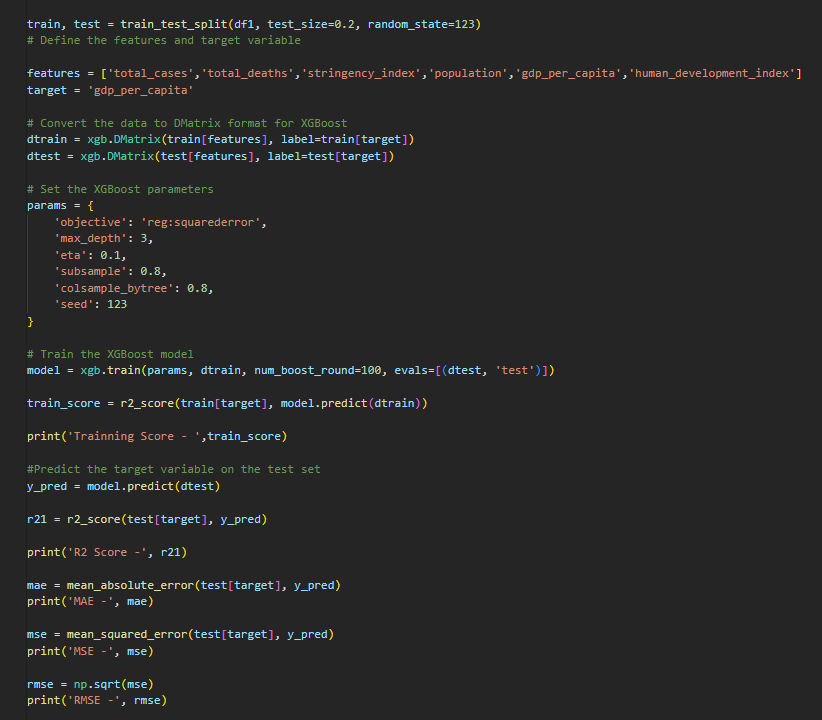 train, test = train_test_split(df1, test_size=0.2, random_state=123)
# Define the features and target variable
features = ['total_cases','total_deaths','stringency_index','population','gdp_per_capita','human_development_index']
target = 'gdp_per_capita'
# Convert the data to DMatrix format for XGBoost
dtrain = xgb.DMatrix(train[features], label=train[target])
dtest = xgb.DMatrix(test[features], label=test[target])
# Set the XGBoost parameters
params = {
    'objective': 'reg:squarederror',
    'max_depth': 3,
    'eta': 0.1,
    'subsample': 0.8,
    'colsample_bytree': 0.8,
    'seed': 123
}
# Train the XGBoost model
model = xgb.train(params, dtrain, num_boost_round=100, evals=[(dtest, 'test')])
train_score = r2_score(train[target], model.predict(dtrain))
print('Trainning Score - ',train_score)
#Predict the target variable on the test set
y_pred = model.predict(dtest)
r21 = r2_score(test[target], y_pred)
print('R2 Score -', r21)
mae = mean_absolute_error(test[target], y_pred)
print('MAE -', mae)
mse = mean_squared_error(test[target], y_pred)
print('MSE -', mse)
rmse = np.sqrt(mse)
print('RMSE -', rmse)